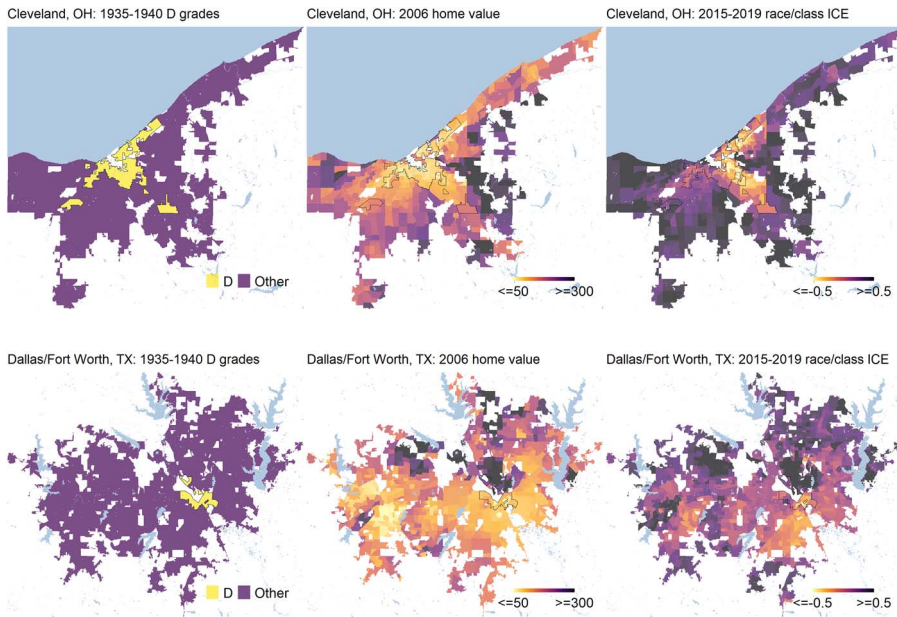 Cleveland, OH: 1935-1940 D grades
Cleveland, OH: 2006 home value
Cleveland, OH: 2015-2019 race/class ICE
D Other
<=50 >=300
<=-0.5 >=0.5
Dallas/Fort Worth, TX: 1935-1940 D grades
Dallas/Fort Worth, TX: 2006 home value
Dallas/Fort Worth, TX: 2015-2019 race/class ICE
D Other
<=50 >=300
<=-0.5 >=0.5